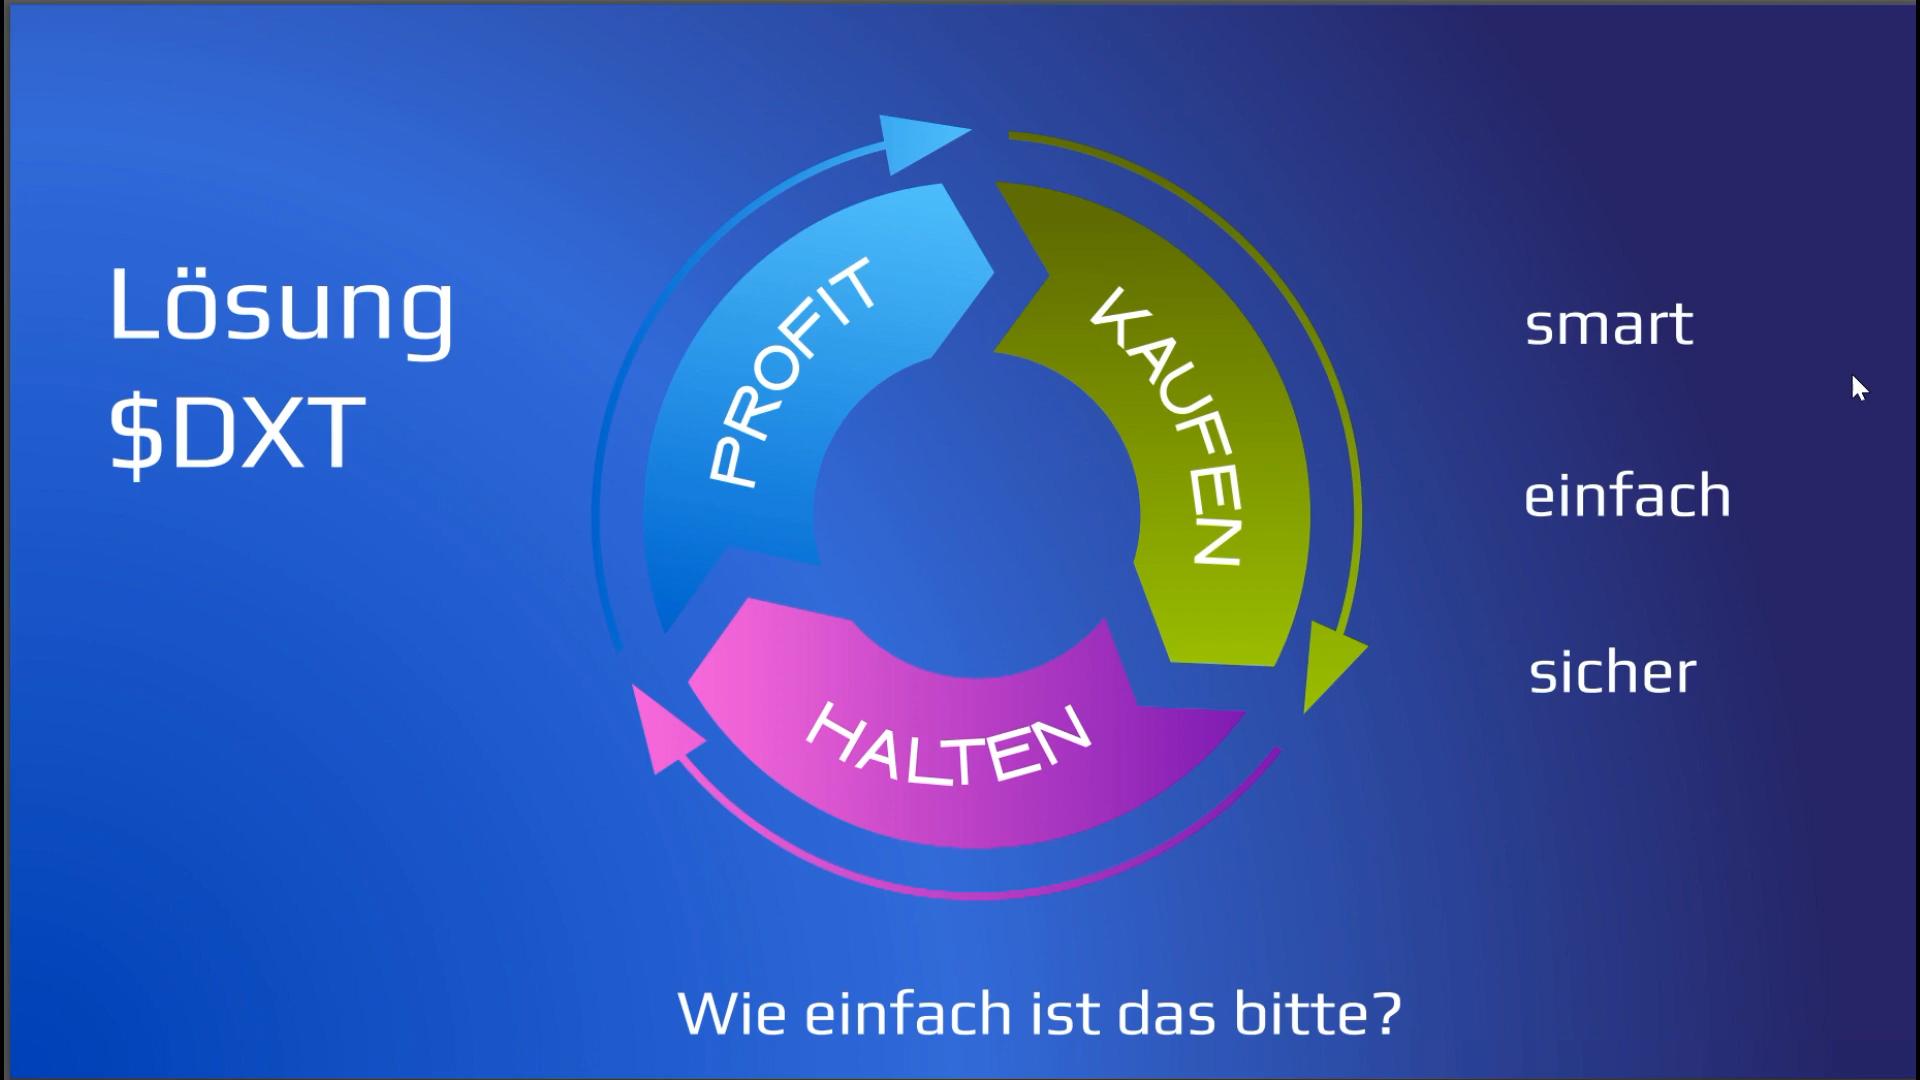 Lösung
$DXT
PROFIT
KAUFEN
HALTEN
smart
einfach
sicher
Wie einfach ist das bitte?